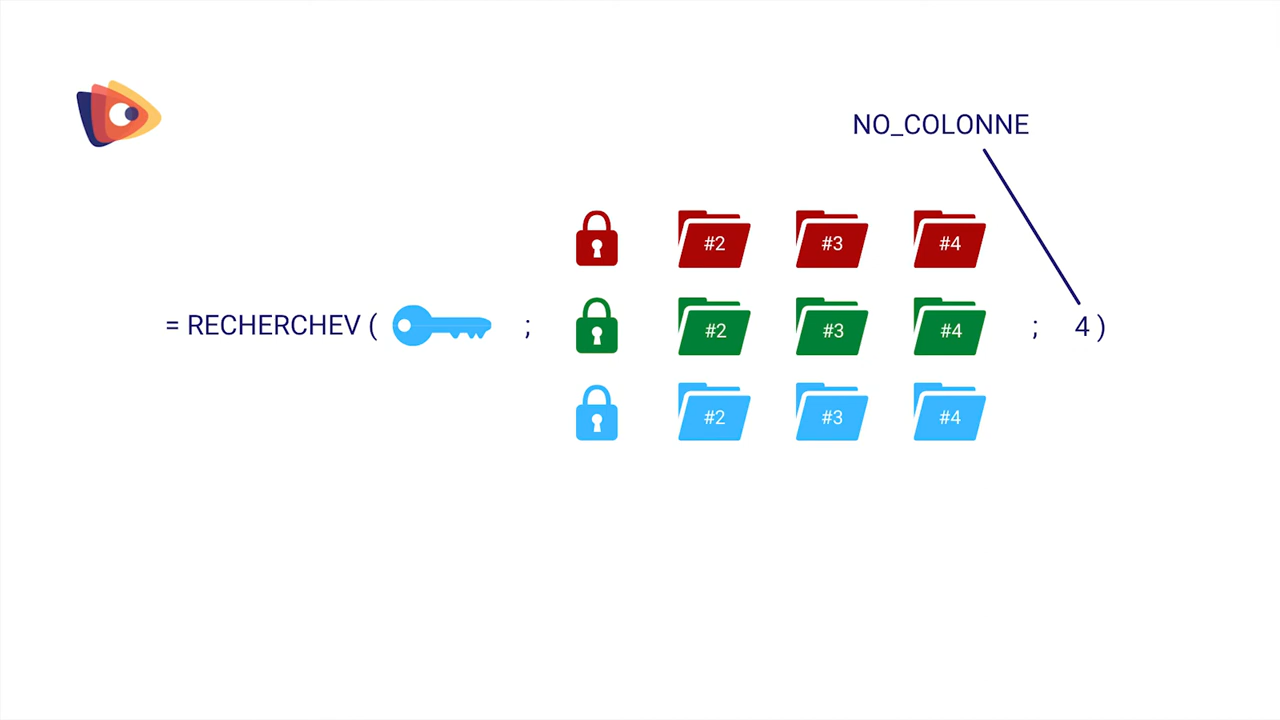 NO_COLONNE
#2 #3 #4
= RECHERCHEV ( ; #2 #3 #4 ; 4 )
#2 #3 #4